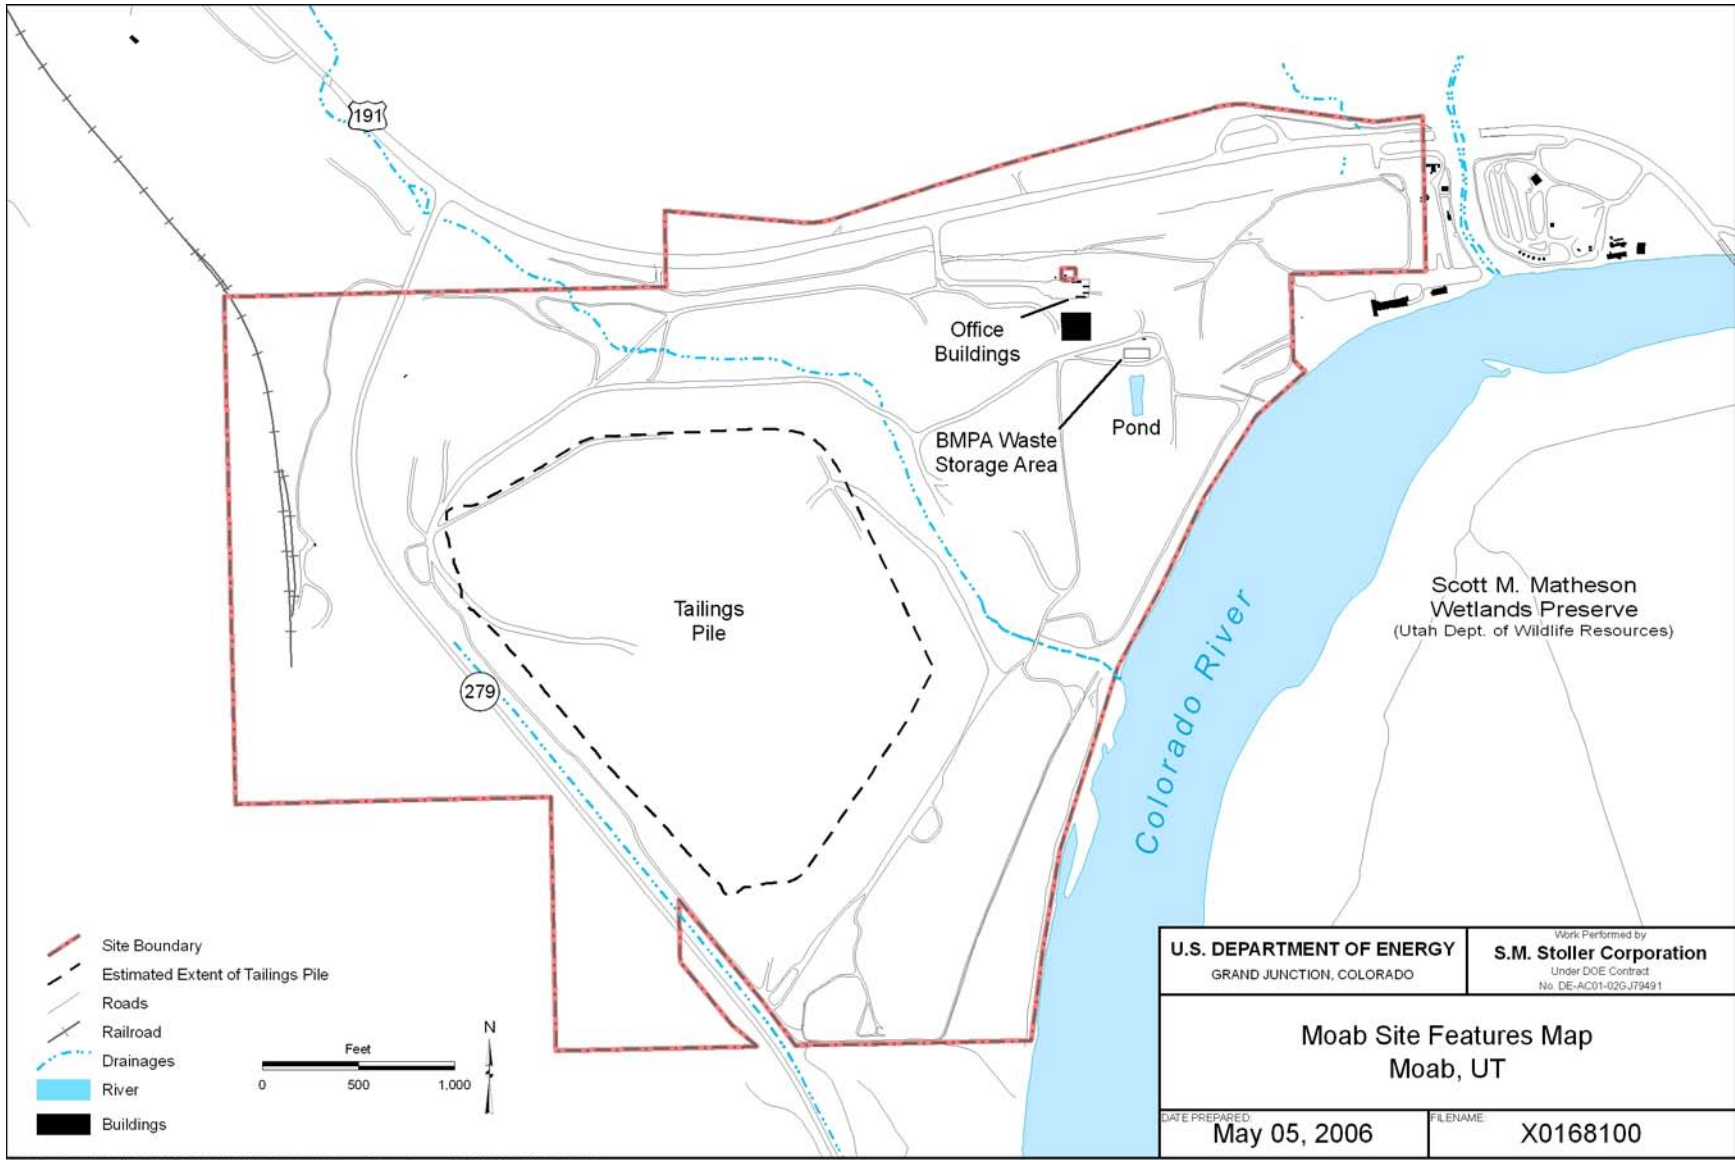 191
Office
Buildings
BMPA Waste
Storage Area
Pond
Tailings
Pile
279
Colorado River
Scott M. Matheson
Wetlands Preserve
(Utah Dept. of Wildlife Resources)
Site Boundary
Estimated Extent of Tailings Pile
Roads
Railroad
Drainages
River
Buildings
Feet
0 500 1,000
N
U.S. DEPARTMENT OF ENERGY
GRAND JUNCTION, COLORADO
Work Performed by
S.M. Stoller Corporation
Under DOE Contract
No. DE-AC01-02GJ79491
Moab Site Features Map
Moab, UT
DATE PREPARED:
May 05, 2006
FILENAME:
X0168100